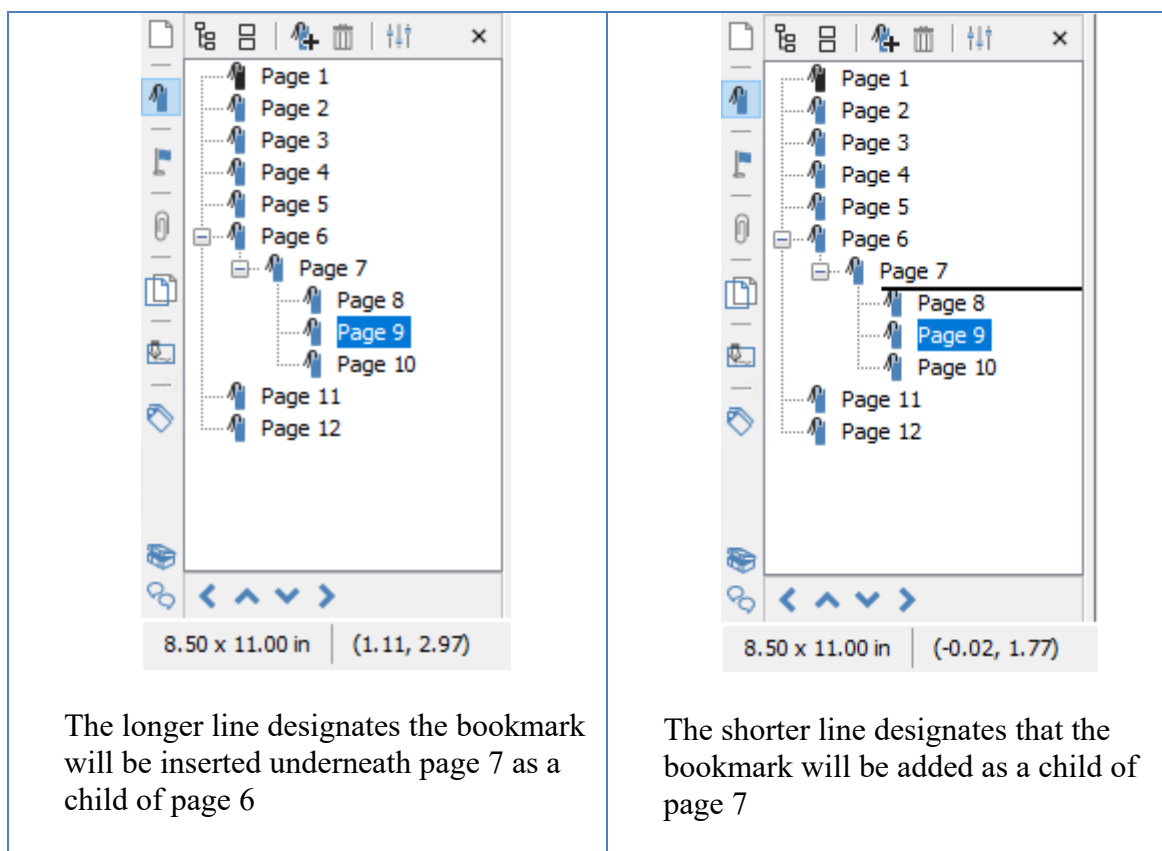 Page 1
Page 2
Page 3
Page 4
Page 5
Page 6
Page 7
Page 8
Page 9
Page 10
Page 11
Page 12
8.50 x 11.00 in
(1.11, 2.97)
The longer line designates the bookmark
will be inserted underneath page 7 as a
child of page 6
Page 1
Page 2
Page 3
Page 4
Page 5
Page 6
Page 7
Page 8
Page 9
Page 10
Page 11
Page 12
8.50 x 11.00 in
(-0.02, 1.77)
The shorter line designates that the
bookmark will be added as a child of
page 7